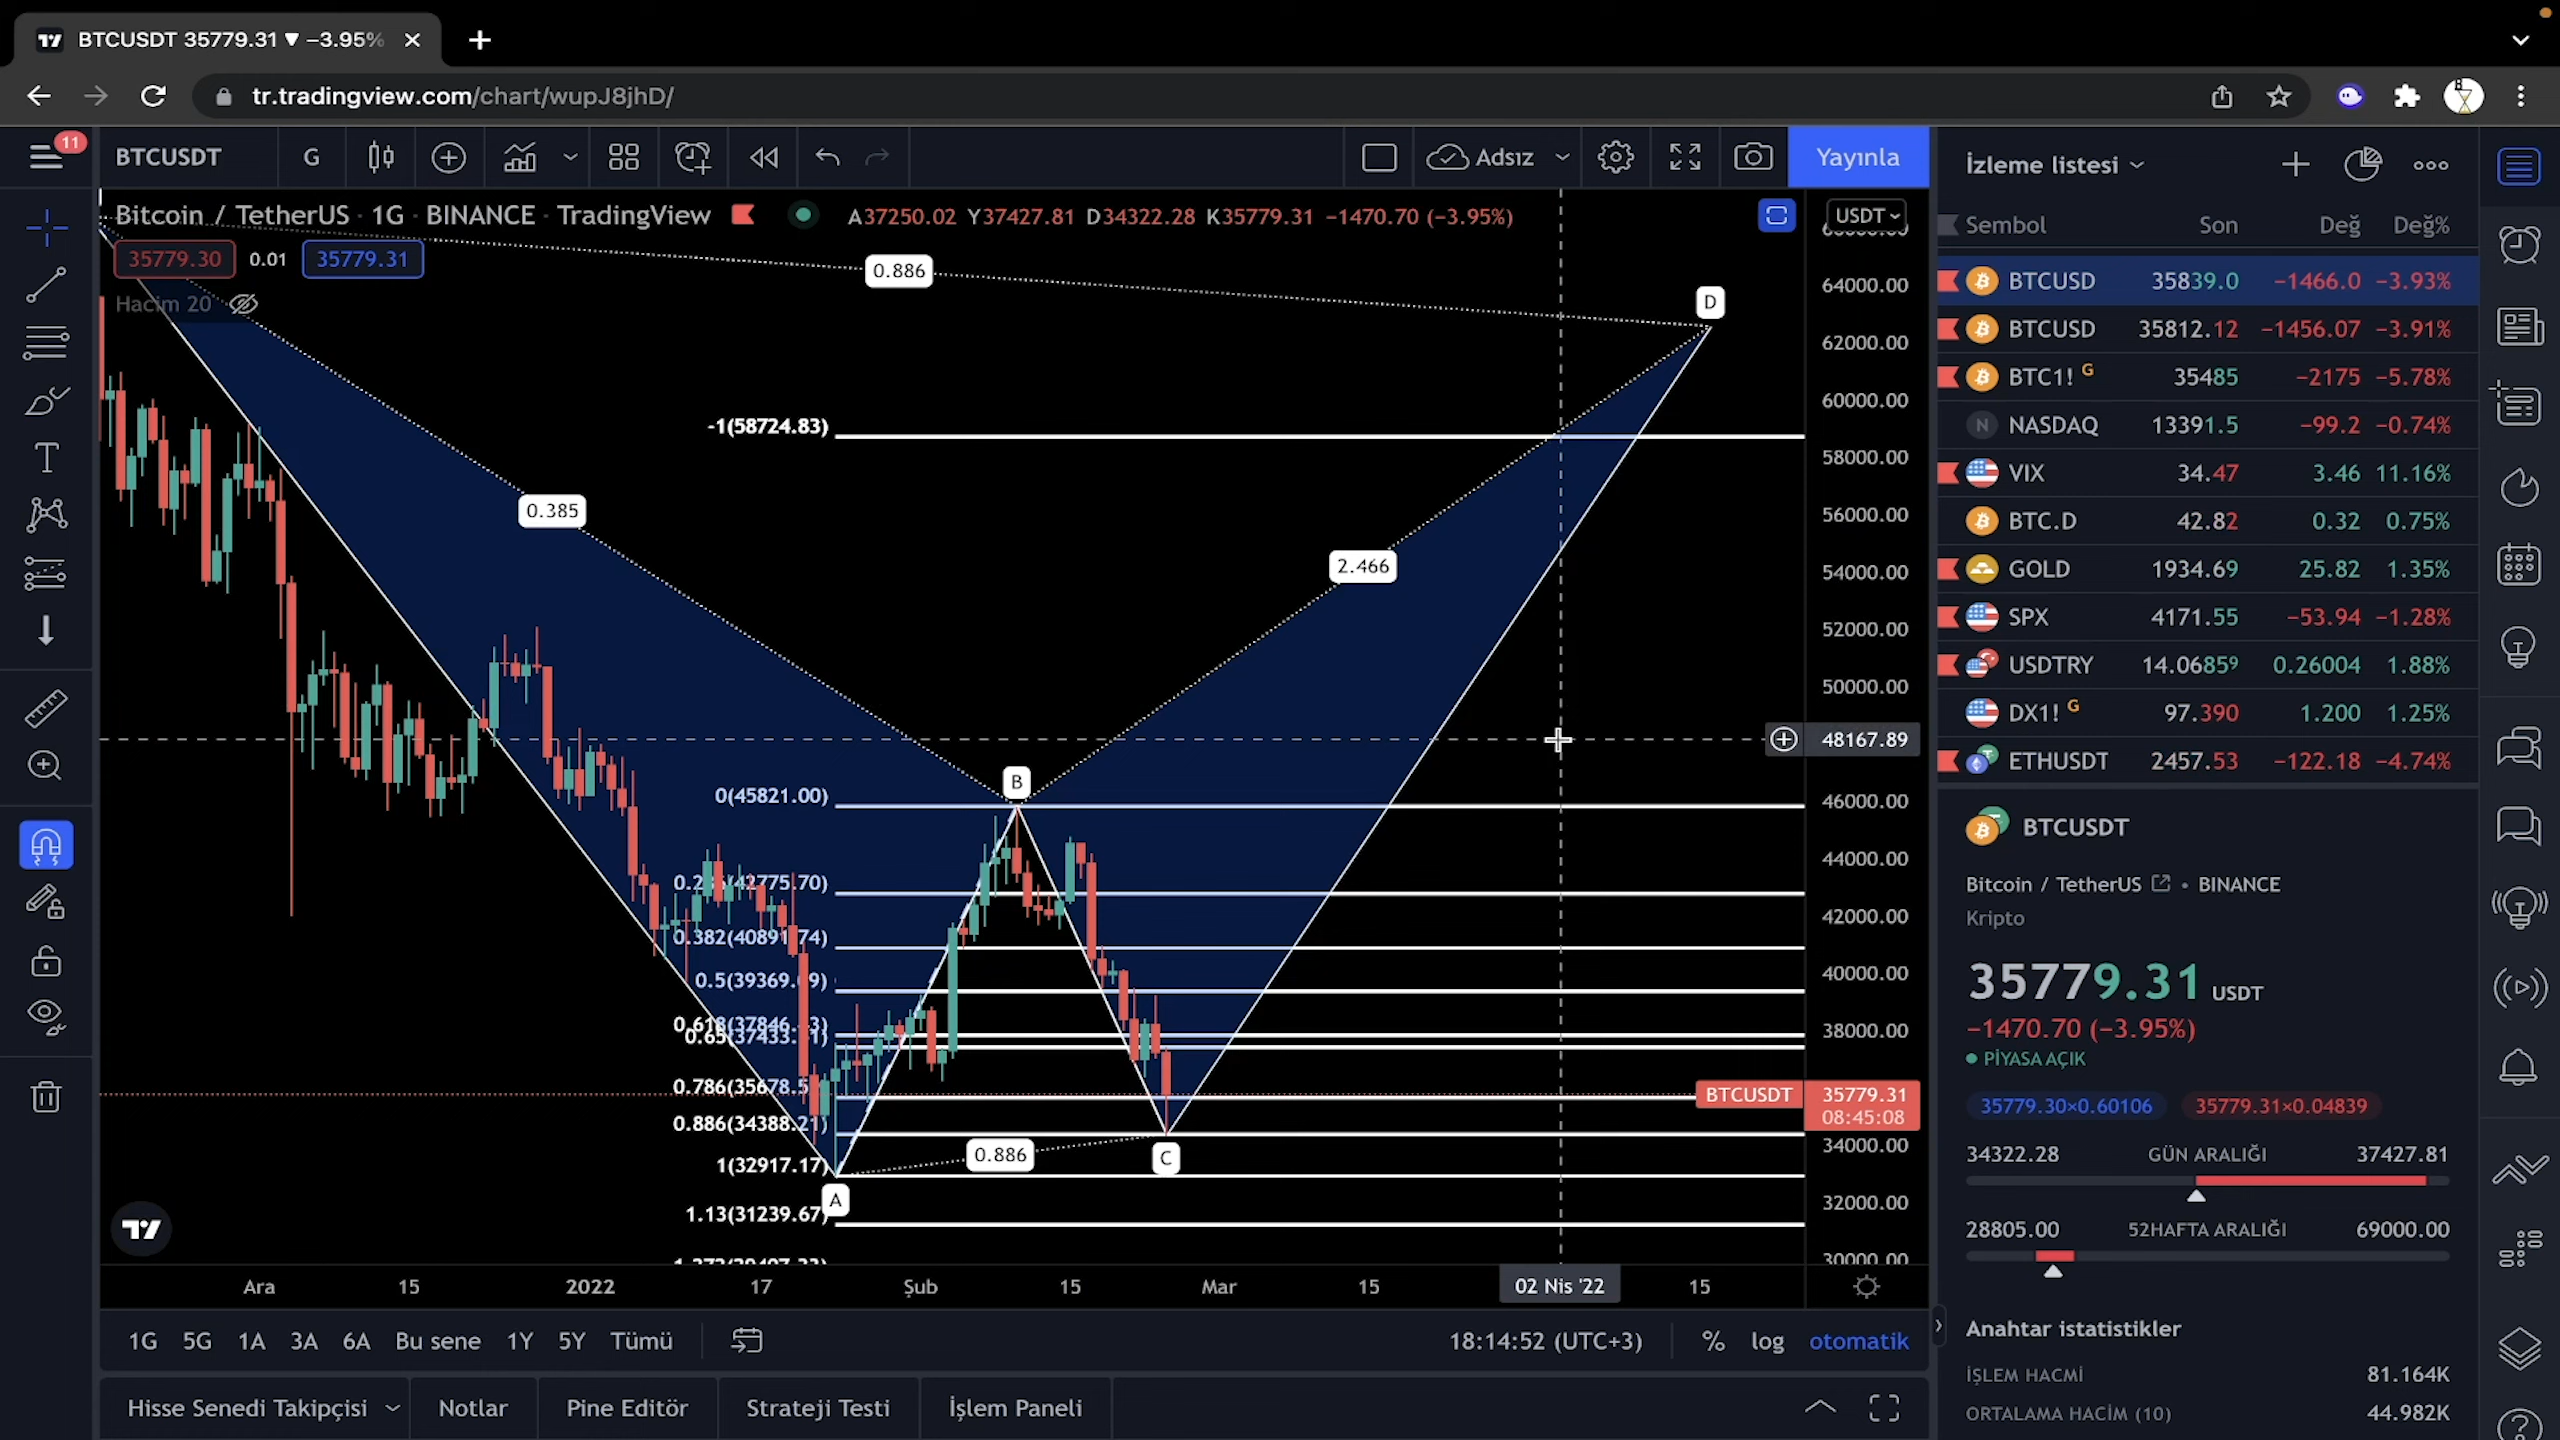 BTCUSDT 35779.31 ▼ −3.95%
tr.tradingview.com/chart/wupJ8jhD/
11
BTCUSDT G Adsız Yayınla
Bitcoin / TetherUS · 1G · BINANCE · TradingView A37250.02 Y37427.81 D34322.28 K35779.31 −1470.70 (−3.95%)
35779.30 0.01 35779.31
Hacim 20
USDT
0.886
D
-1(58724.83)
0.385
2.466
B
0(45821.00)
0.382(40891.74)
0.886(34388.21)
1(32917.17)
0.886
C
A
1.13(31239.67)
64000.00
62000.00
60000.00
58000.00
56000.00
54000.00
52000.00
50000.00
48167.89
46000.00
44000.00
42000.00
40000.00
38000.00
BTCUSDT 35779.31
08:45:08
34000.00
32000.00
30000.00
Ara 15 2022 17 Şub 15 Mar 15 02 Nis '22 15
1G 5G 1A 3A 6A Bu sene 1Y 5Y Tümü 18:14:52 (UTC+3) % log otomatik
Hisse Senedi Takipçisi Notlar Pine Editör Strateji Testi İşlem Paneli
İzleme listesi
Sembol Son Değ Değ%
BTCUSD 35839.0 −1466.0 −3.93%
BTCUSD 35812.12 −1456.07 −3.91%
BTC1! G 35485 −2175 −5.78%
N NASDAQ 13391.5 −99.2 −0.74%
VIX 34.47 3.46 11.16%
BTC.D 42.82 0.32 0.75%
GOLD 1934.69 25.82 1.35%
SPX 4171.55 −53.94 −1.28%
USDTRY 14.06859 0.26004 1.88%
DX1! G 97.390 1.200 1.25%
ETHUSDT 2457.53 −122.18 −4.74%
BTCUSDT
Bitcoin / TetherUS • BINANCE
Kripto
35779.31 USDT
−1470.70 (−3.95%)
PİYASA AÇIK
35779.30×0.60106 35779.31×0.04839
34322.28 GÜN ARALIĞI 37427.81
28805.00 52HAFTA ARALIĞI 69000.00
Anahtar istatistikler
İŞLEM HACMİ 81.164K
ORTALAMA HACİM (10) 44.982K